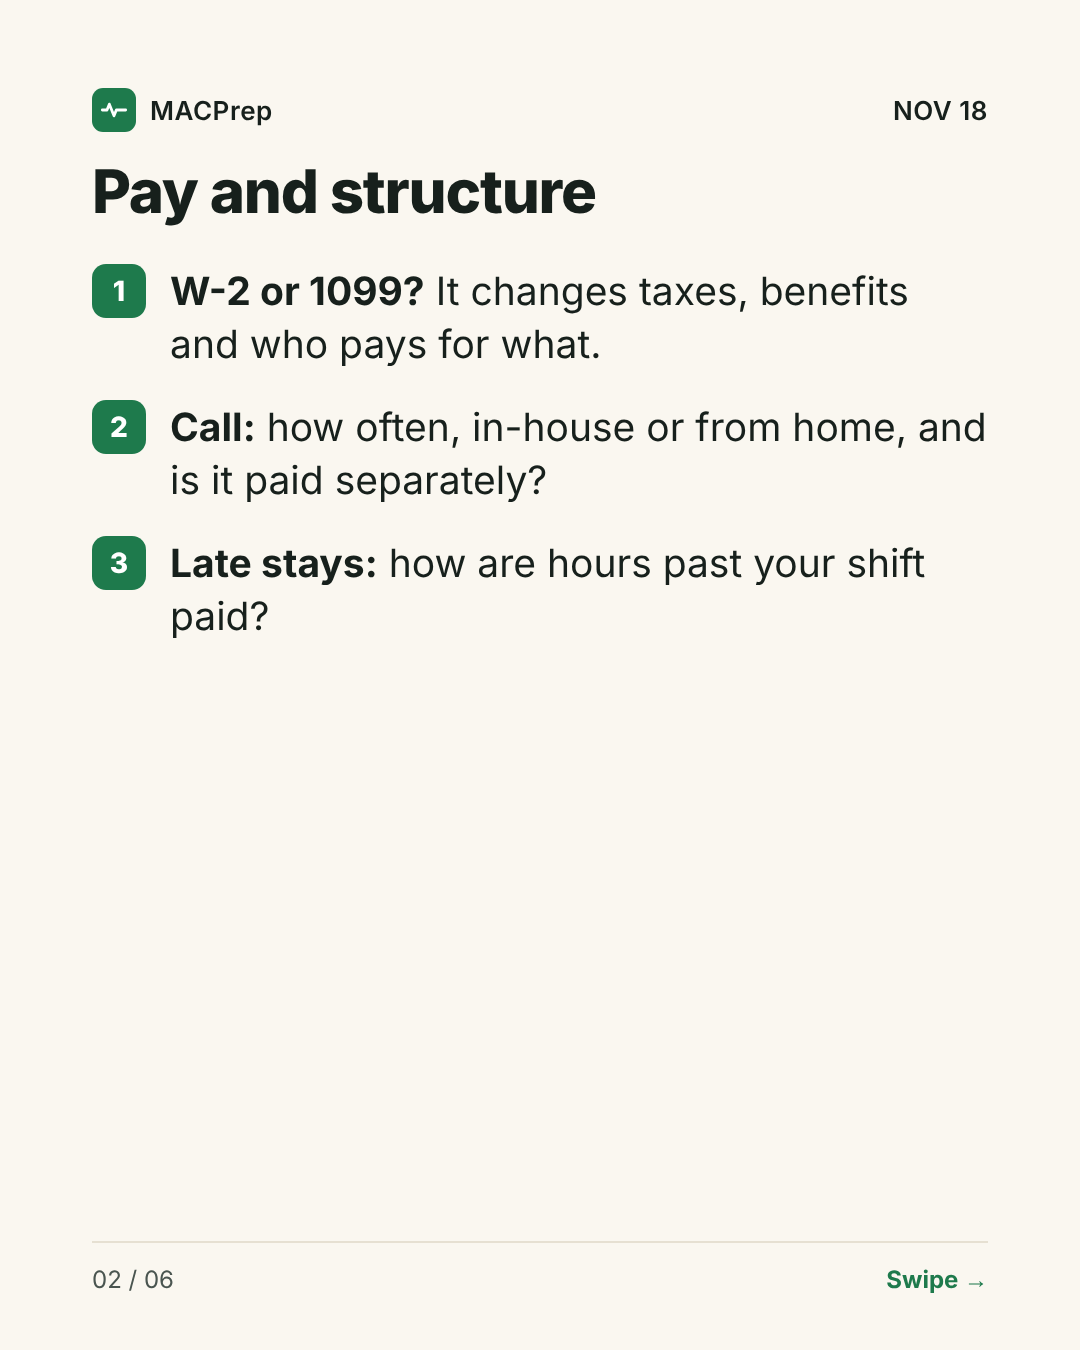 MACPrep
NOV 18
Pay and structure
1 W-2 or 1099? It changes taxes, benefits
and who pays for what.
2 Call: how often, in-house or from home, and
is it paid separately?
3 Late stays: how are hours past your shift
paid?
02 / 06
Swipe →